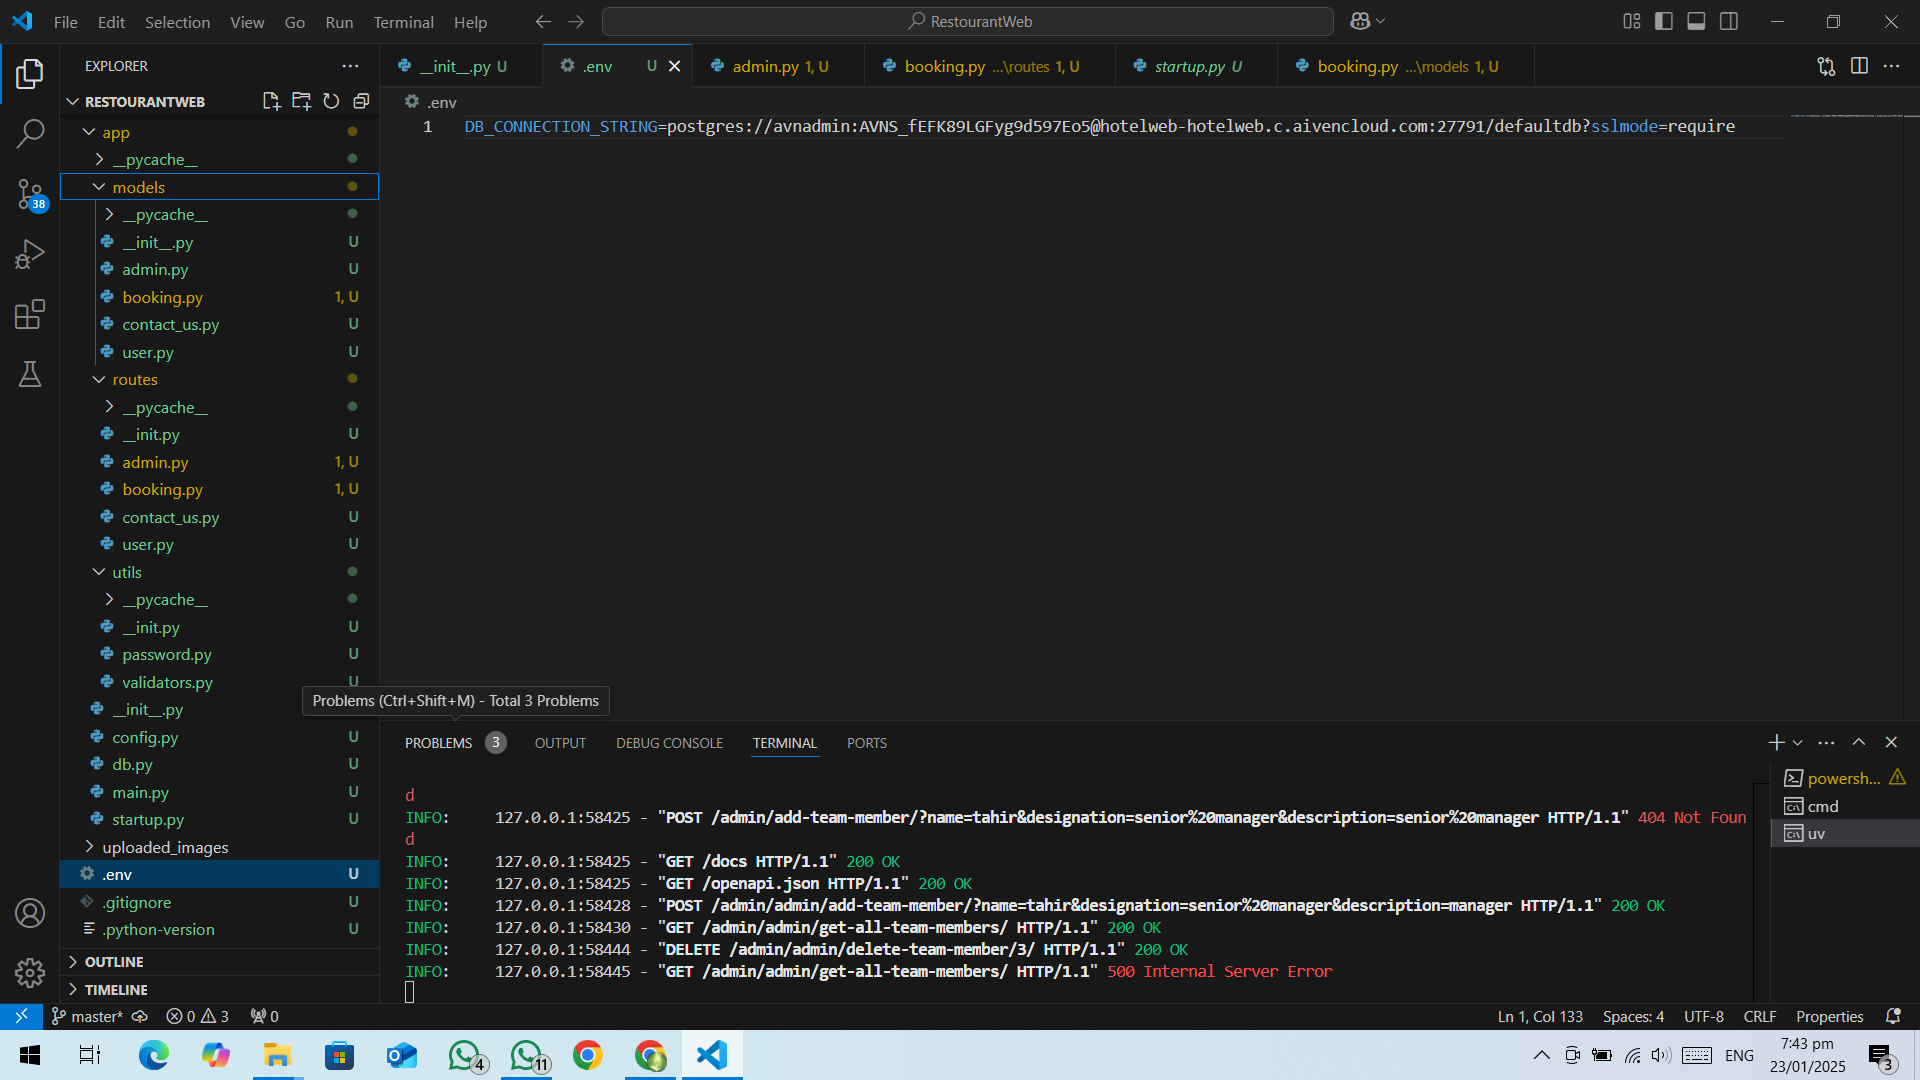 File Edit Selection View Go Run Terminal Help RestourantWeb
EXPLORER
RESTOURANTWEB
app
__pycache__
models
__pycache__
__init__.py U
admin.py U
booking.py 1, U
contact_us.py U
user.py U
routes
__pycache__
__init.py U
admin.py 1, U
booking.py 1, U
contact_us.py U
user.py U
utils
__pycache__
__init.py U
password.py U
validators.py U
__init__.py
config.py U
db.py U
main.py U
startup.py U
uploaded_images
.env U
.gitignore U
.python-version U
OUTLINE
TIMELINE
38
__init__.py U .env U admin.py 1, U booking.py ...\routes 1, U startup.py U booking.py ...\models 1, U
.env
1 DB_CONNECTION_STRING=postgres://avnadmin:AVNS_fEFK89LGFyg9d597Eo5@hotelweb-hotelweb.c.aivencloud.com:27791/defaultdb?sslmode=require
Problems (Ctrl+Shift+M) - Total 3 Problems
PROBLEMS 3 OUTPUT DEBUG CONSOLE TERMINAL PORTS
d
INFO: 127.0.0.1:58425 - "POST /admin/add-team-member/?name=tahir&designation=senior%20manager&description=senior%20manager HTTP/1.1" 404 Not Foun
d
INFO: 127.0.0.1:58425 - "GET /docs HTTP/1.1" 200 OK
INFO: 127.0.0.1:58425 - "GET /openapi.json HTTP/1.1" 200 OK
INFO: 127.0.0.1:58428 - "POST /admin/admin/add-team-member/?name=tahir&designation=senior%20manager&description=manager HTTP/1.1" 200 OK
INFO: 127.0.0.1:58430 - "GET /admin/admin/get-all-team-members/ HTTP/1.1" 200 OK
INFO: 127.0.0.1:58444 - "DELETE /admin/admin/delete-team-member/3/ HTTP/1.1" 200 OK
INFO: 127.0.0.1:58445 - "GET /admin/admin/get-all-team-members/ HTTP/1.1" 500 Internal Server Error
powersh...
cmd
uv
master* 0 3 0 Ln 1, Col 133 Spaces: 4 UTF-8 CRLF Properties
4 11 ENG 7:43 pm
23/01/2025 3